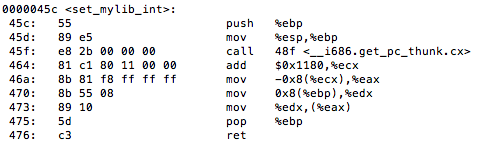 0000045c <set_mylib_int>:
45c: 55 push %ebp
45d: 89 e5 mov %esp,%ebp
45f: e8 2b 00 00 00 call 48f <__i686.get_pc_thunk.cx>
464: 81 c1 80 11 00 00 add $0x1180,%ecx
46a: 8b 81 f8 ff ff ff mov -0x8(%ecx),%eax
470: 8b 55 08 mov 0x8(%ebp),%edx
473: 89 10 mov %edx,(%eax)
475: 5d pop %ebp
476: c3 ret